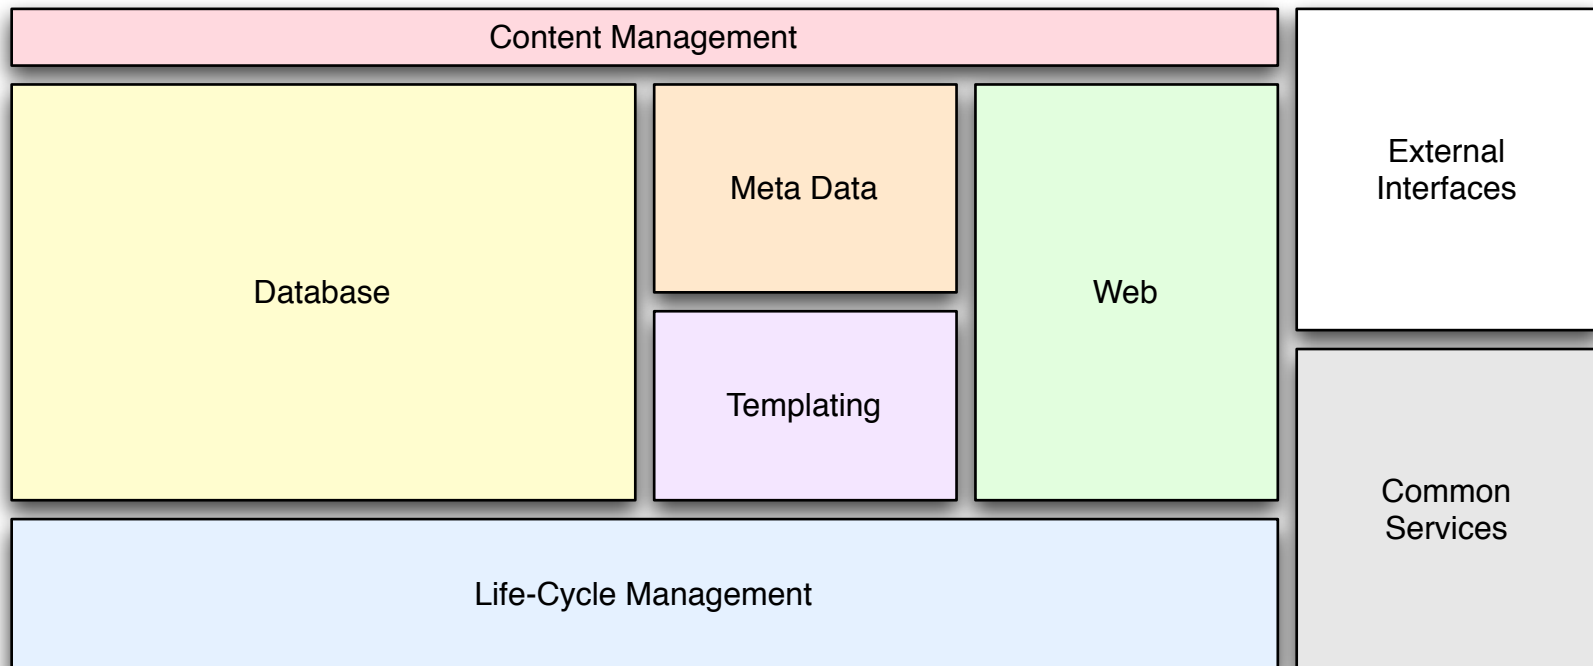 Content Management
Database
Meta Data
Templating
Web
External
Interfaces
Common
Services
Life-Cycle Management